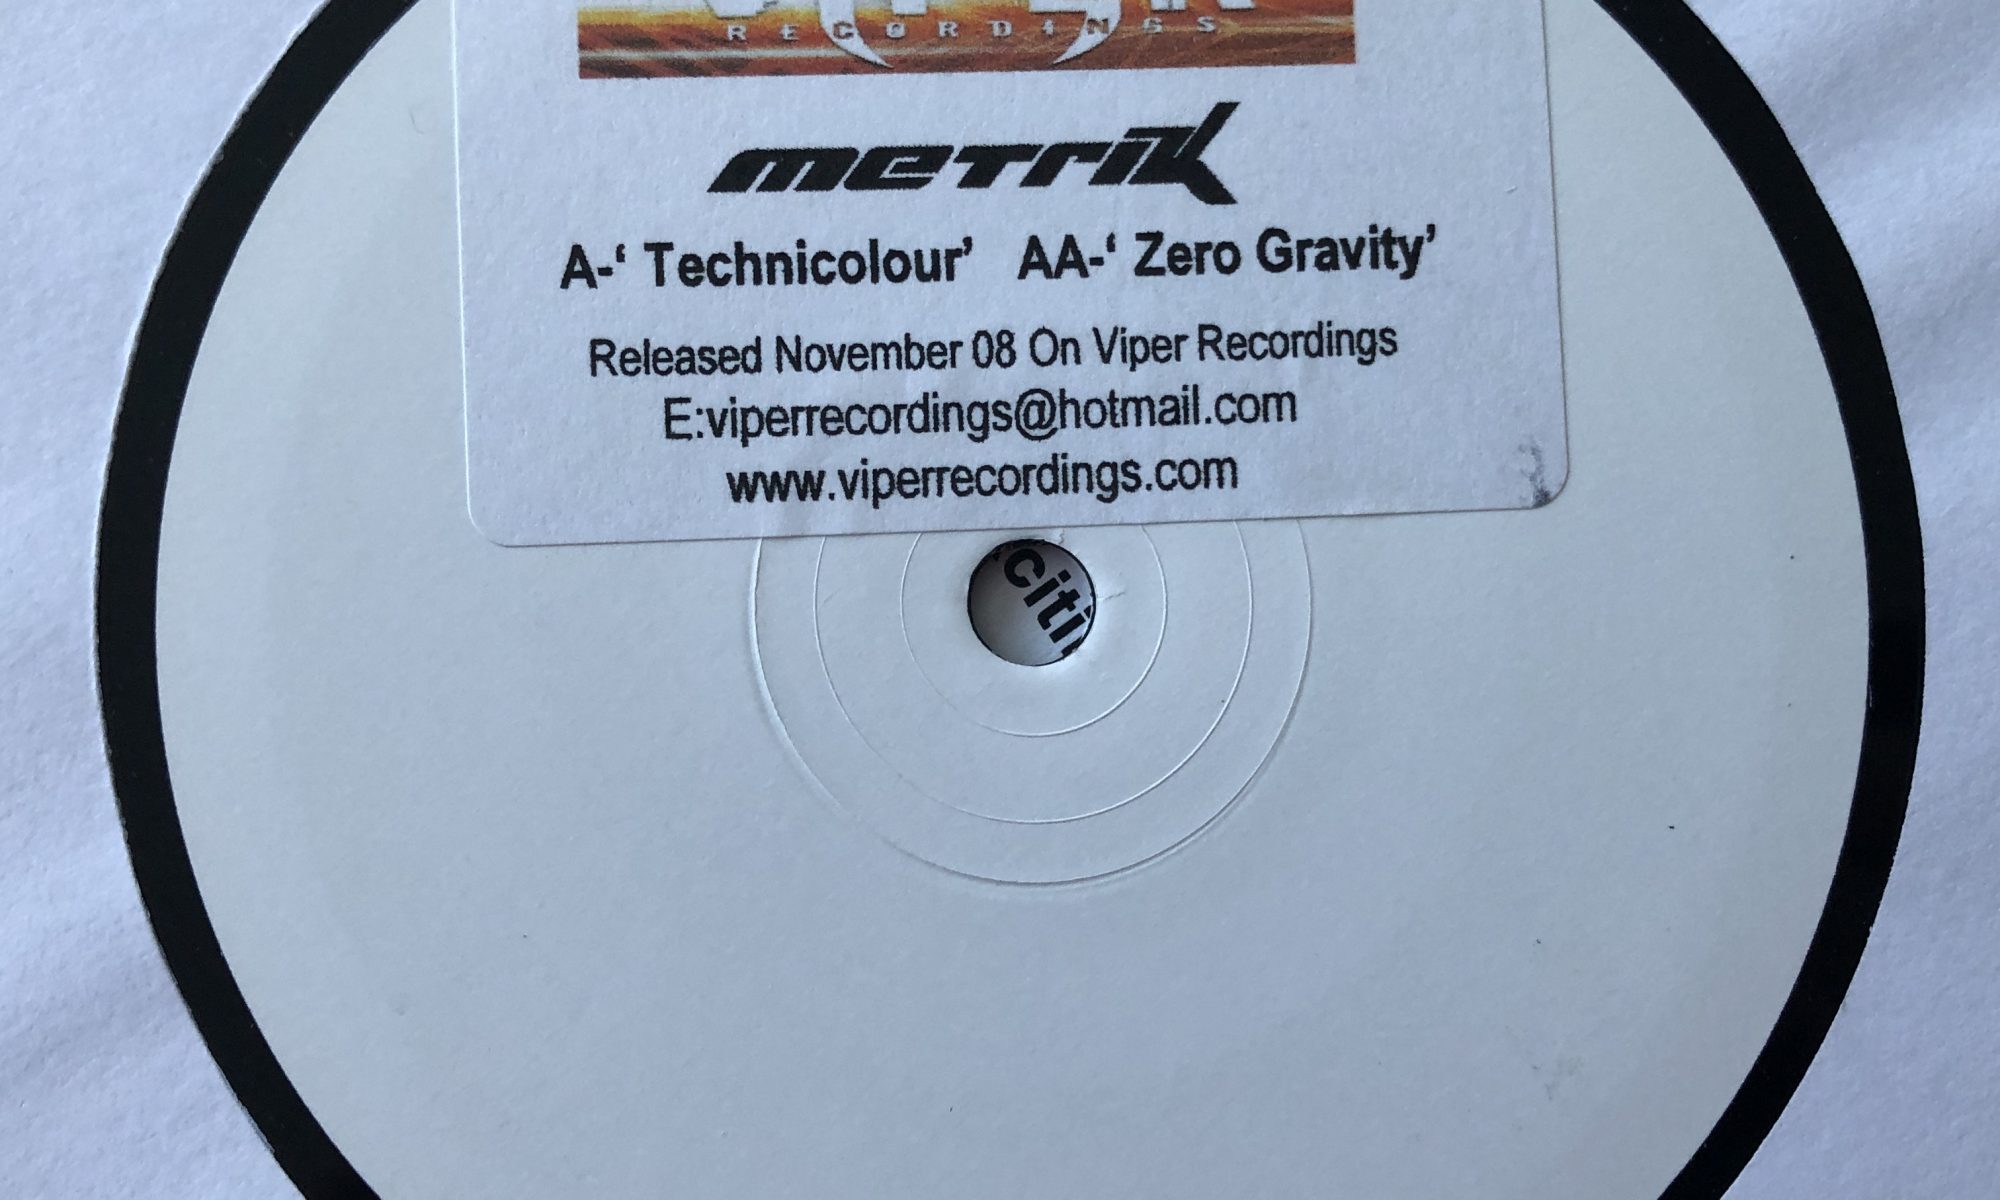 RECORDINGS
metrik
A-‘ Technicolour’ AA-‘ Zero Gravity’
Released November 08 On Viper Recordings
E:viperrecordings@hotmail.com
www.viperrecordings.com
citi